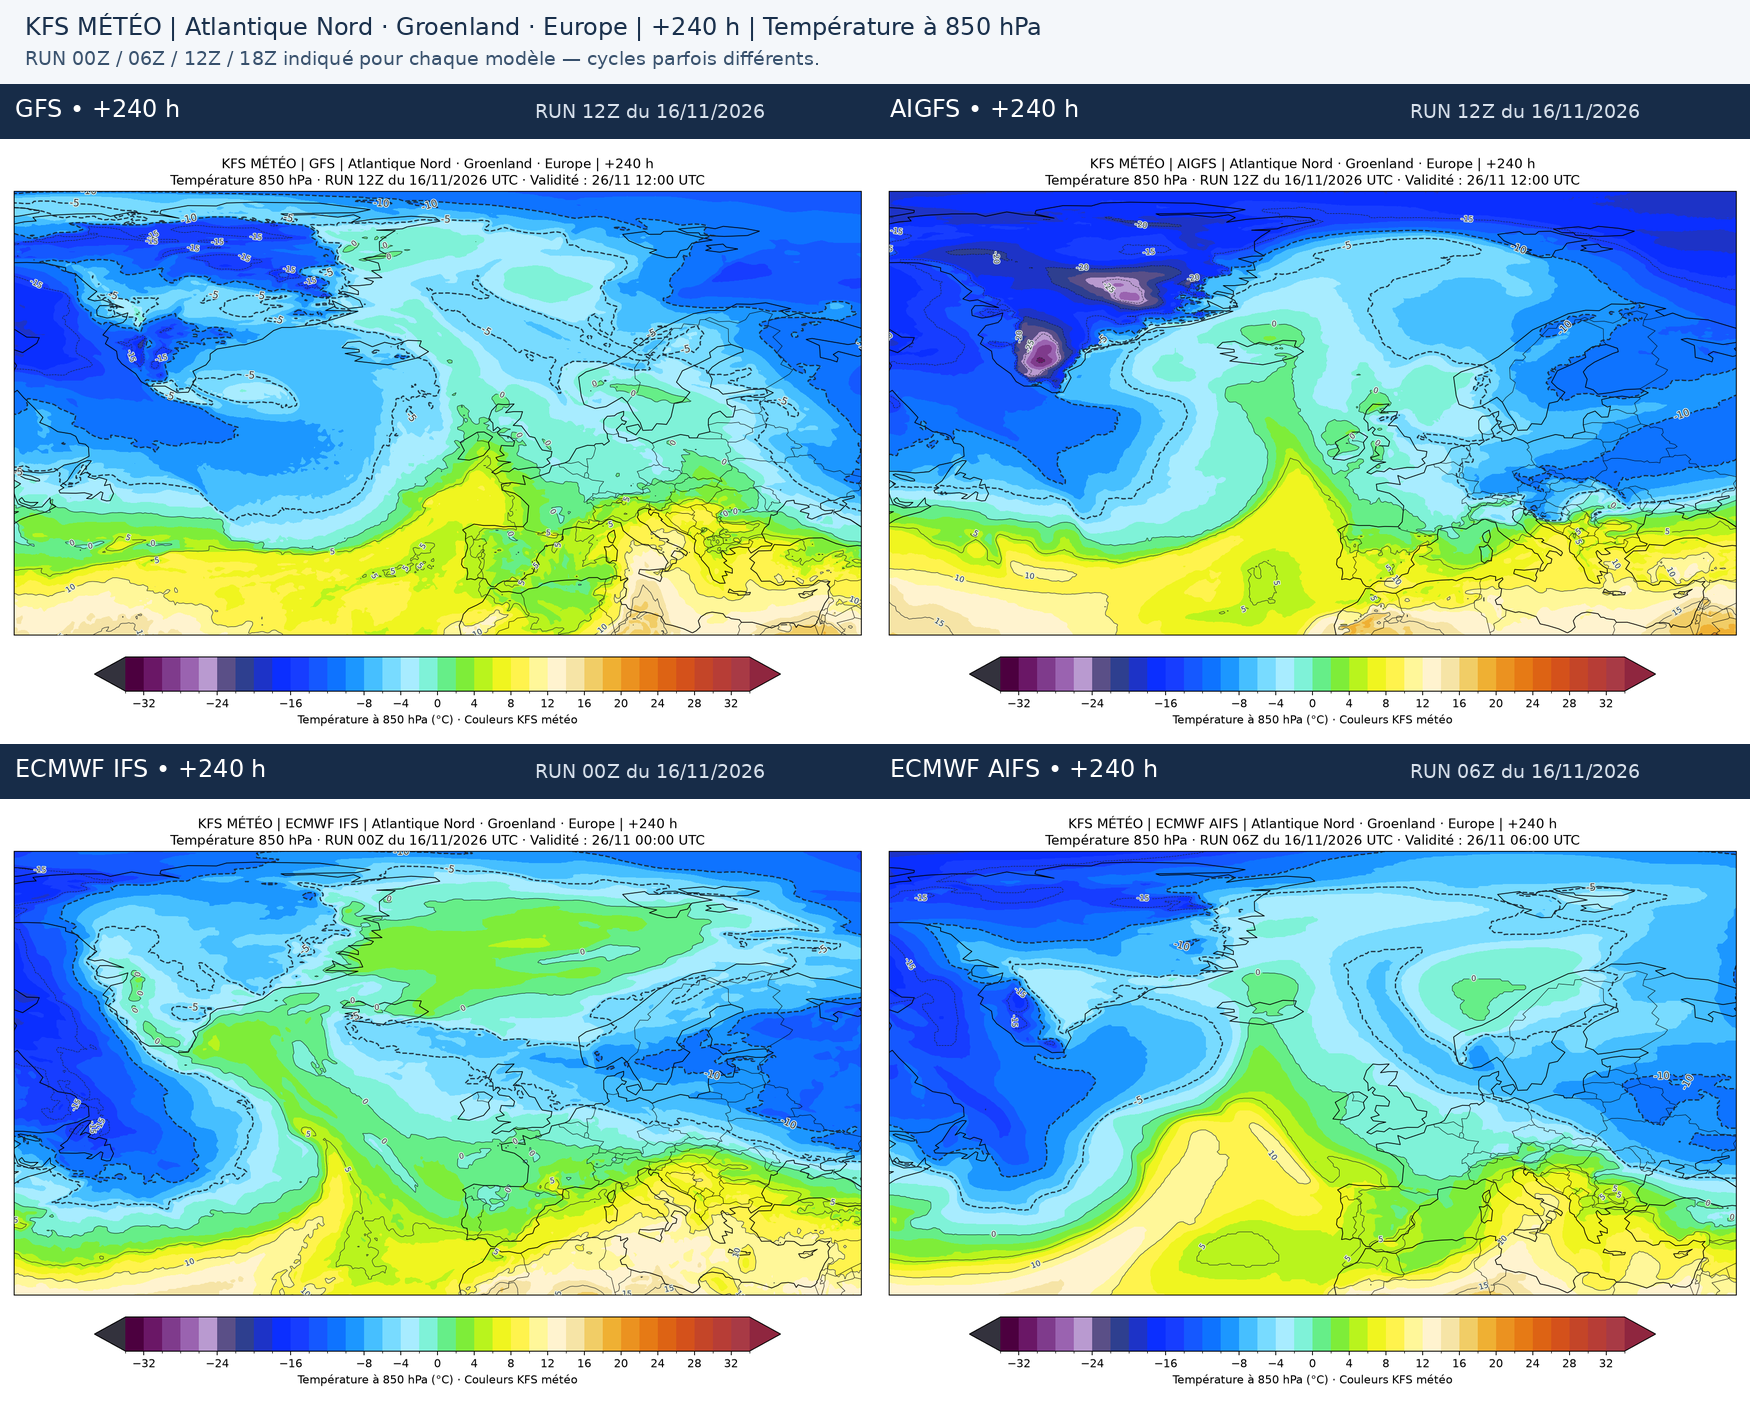 KFS MÉTÉO | Atlantique Nord · Groenland · Europe | +240 h | Température à 850 hPa
RUN 00Z / 06Z / 12Z / 18Z indiqué pour chaque modèle — cycles parfois différents.
GFS • +240 h
RUN 12Z du 16/11/2026
AIGFS • +240 h
RUN 12Z du 16/11/2026
KFS MÉTÉO | GFS | Atlantique Nord · Groenland · Europe | +240 h
Température 850 hPa · RUN 12Z du 16/11/2026 UTC · Validité : 26/11 12:00 UTC
KFS MÉTÉO | AIGFS | Atlantique Nord · Groenland · Europe | +240 h
Température 850 hPa · RUN 12Z du 16/11/2026 UTC · Validité : 26/11 12:00 UTC
−32 −24 −16 −8 −4 0 4 8 12 16 20 24 28 32
Température à 850 hPa (°C) · Couleurs KFS météo
−32 −24 −16 −8 −4 0 4 8 12 16 20 24 28 32
Température à 850 hPa (°C) · Couleurs KFS météo
ECMWF IFS • +240 h
RUN 00Z du 16/11/2026
ECMWF AIFS • +240 h
RUN 06Z du 16/11/2026
KFS MÉTÉO | ECMWF IFS | Atlantique Nord · Groenland · Europe | +240 h
Température 850 hPa · RUN 00Z du 16/11/2026 UTC · Validité : 26/11 00:00 UTC
KFS MÉTÉO | ECMWF AIFS | Atlantique Nord · Groenland · Europe | +240 h
Température 850 hPa · RUN 06Z du 16/11/2026 UTC · Validité : 26/11 06:00 UTC
−32 −24 −16 −8 −4 0 4 8 12 16 20 24 28 32
Température à 850 hPa (°C) · Couleurs KFS météo
−32 −24 −16 −8 −4 0 4 8 12 16 20 24 28 32
Température à 850 hPa (°C) · Couleurs KFS météo